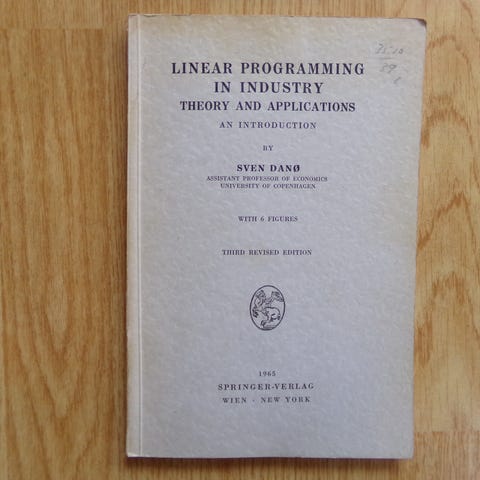 LINEAR PROGRAMMING
IN INDUSTRY
THEORY AND APPLICATIONS
AN INTRODUCTION
BY
SVEN DANØ
ASSISTANT PROFESSOR OF ECONOMICS
UNIVERSITY OF COPENHAGEN
WITH 6 FIGURES
THIRD REVISED EDITION
1965
SPRINGER-VERLAG
WIEN · NEW YORK